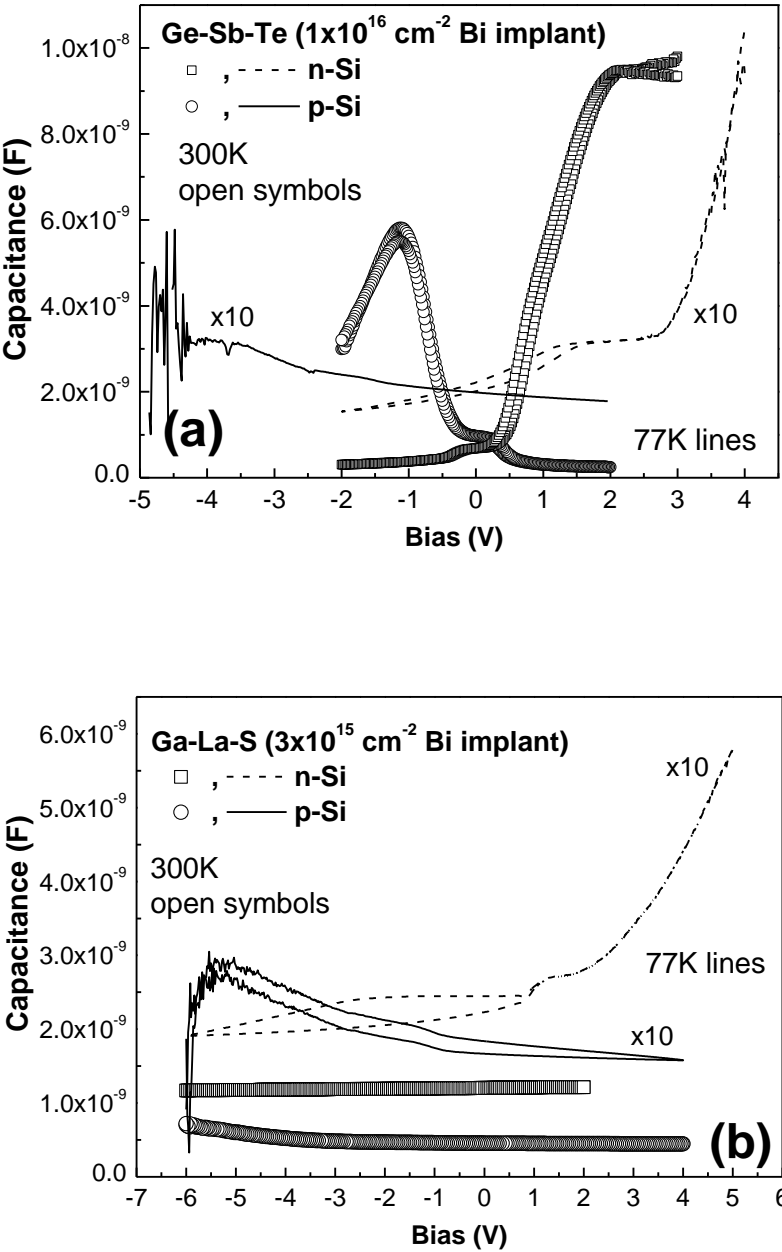 1.0x10⁻⁸
Ge-Sb-Te (1x10¹⁶ cm⁻² Bi implant)
, n-Si
, p-Si
8.0x10⁻⁹
300K
open symbols
6.0x10⁻⁹
Capacitance (F)
4.0x10⁻⁹
x10
x10
2.0x10⁻⁹
(a)
77K lines
0.0
-5 -4 -3 -2 -1 0 1 2 3 4
Bias (V)
6.0x10⁻⁹
Ga-La-S (3x10¹⁵ cm⁻² Bi implant)
x10
, n-Si
, p-Si
5.0x10⁻⁹
300K
open symbols
4.0x10⁻⁹
Capacitance (F)
3.0x10⁻⁹
77K lines
2.0x10⁻⁹
x10
1.0x10⁻⁹
(b)
0.0
-7 -6 -5 -4 -3 -2 -1 0 1 2 3 4 5 6
Bias (V)